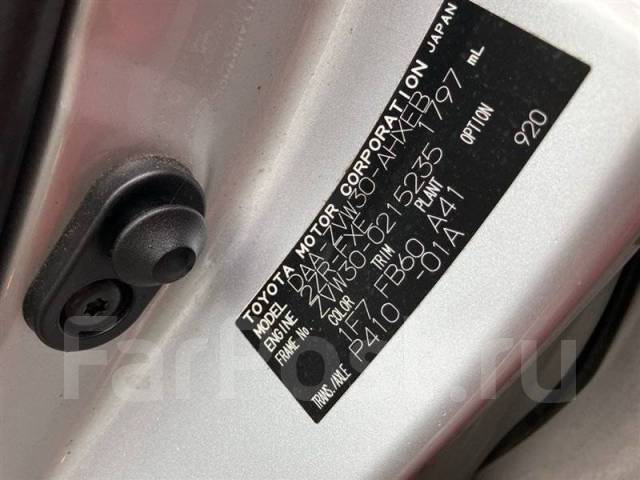 TOYOTA MOTOR CORPORATION JAPAN
MODEL DAA-ZVW30-AHXEB
ENGINE 2ZR-FXE 1797 mL
FRAME No. ZVW30-0215235
COLOR TRIM PLANT OPTION
1F7 FB60 A41 920
TRANS./AXLE P410 -01A
FarPost.ru